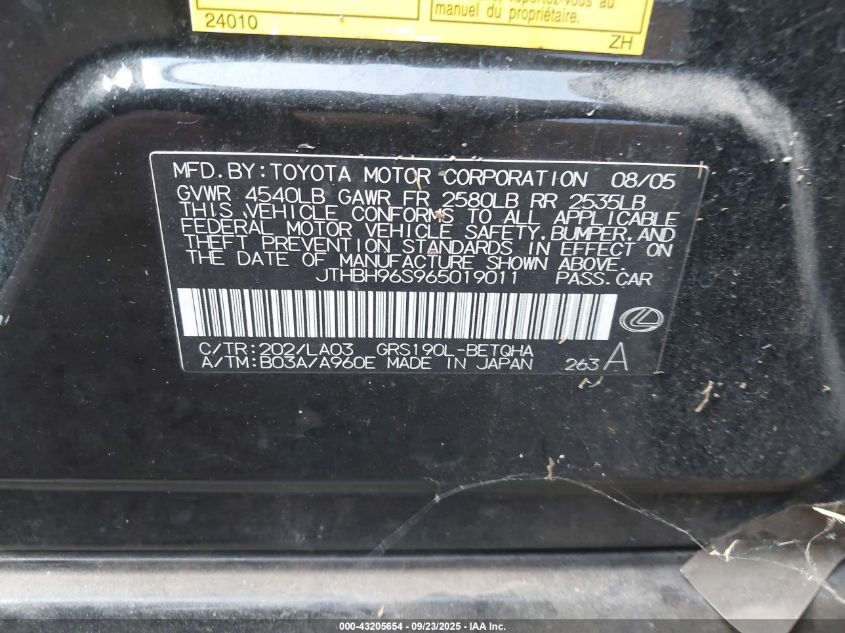 manuel du propriétaire.
24010
ZH
MFD.BY:TOYOTA MOTOR CORPORATION 08/05
GVWR 4540LB GAWR FR 2580LB RR 2535LB
THIS VEHICLE CONFORMS TO ALL APPLICABLE
FEDERAL MOTOR VEHICLE SAFETY,BUMPER,AND
THEFT PREVENTION STANDARDS IN EFFECT ON
THE DATE OF MANUFACTURE SHOWN ABOVE.
JTHBH96S965019011 PASS.CAR
C/TR:202/LA03 GRS190L-BETQHA
A/TM:B03A/A960E MADE IN JAPAN 263 A
000-43205654 - 09/23/2025 - IAA Inc.